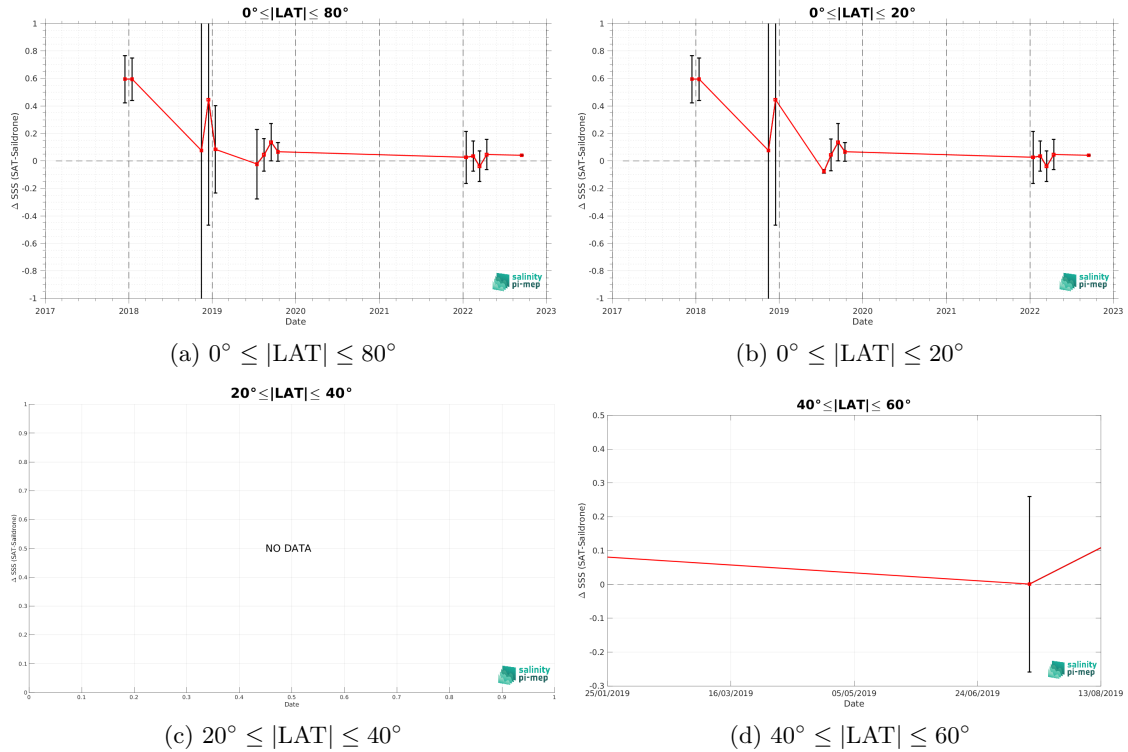 0°≤|LAT|≤ 80°
1
0.8
0.6
0.4
0.2
0
-0.2
-0.4
-0.6
-0.8
-1
Δ SSS (SAT-Saildrone)
2017 2018 2019 2020 2021 2022 2023
Date
salinity
pi-mep
(a) 0° ≤ |LAT| ≤ 80°
0°≤|LAT|≤ 20°
1
0.8
0.6
0.4
0.2
0
-0.2
-0.4
-0.6
-0.8
-1
Δ SSS (SAT-Saildrone)
2017 2018 2019 2020 2021 2022 2023
Date
salinity
pi-mep
(b) 0° ≤ |LAT| ≤ 20°
20°≤|LAT|≤ 40°
1
0.9
0.8
0.7
0.6
0.5
0.4
0.3
0.2
0.1
0
Δ SSS (SAT-Saildrone)
NO DATA
0 0.1 0.2 0.3 0.4 0.5 0.6 0.7 0.8 0.9 1
Date
salinity
pi-mep
(c) 20° ≤ |LAT| ≤ 40°
40°≤|LAT|≤ 60°
0.5
0.4
0.3
0.2
0.1
0
-0.1
-0.2
-0.3
Δ SSS (SAT-Saildrone)
25/01/2019 16/03/2019 05/05/2019 24/06/2019 13/08/2019
Date
salinity
pi-mep
(d) 40° ≤ |LAT| ≤ 60°